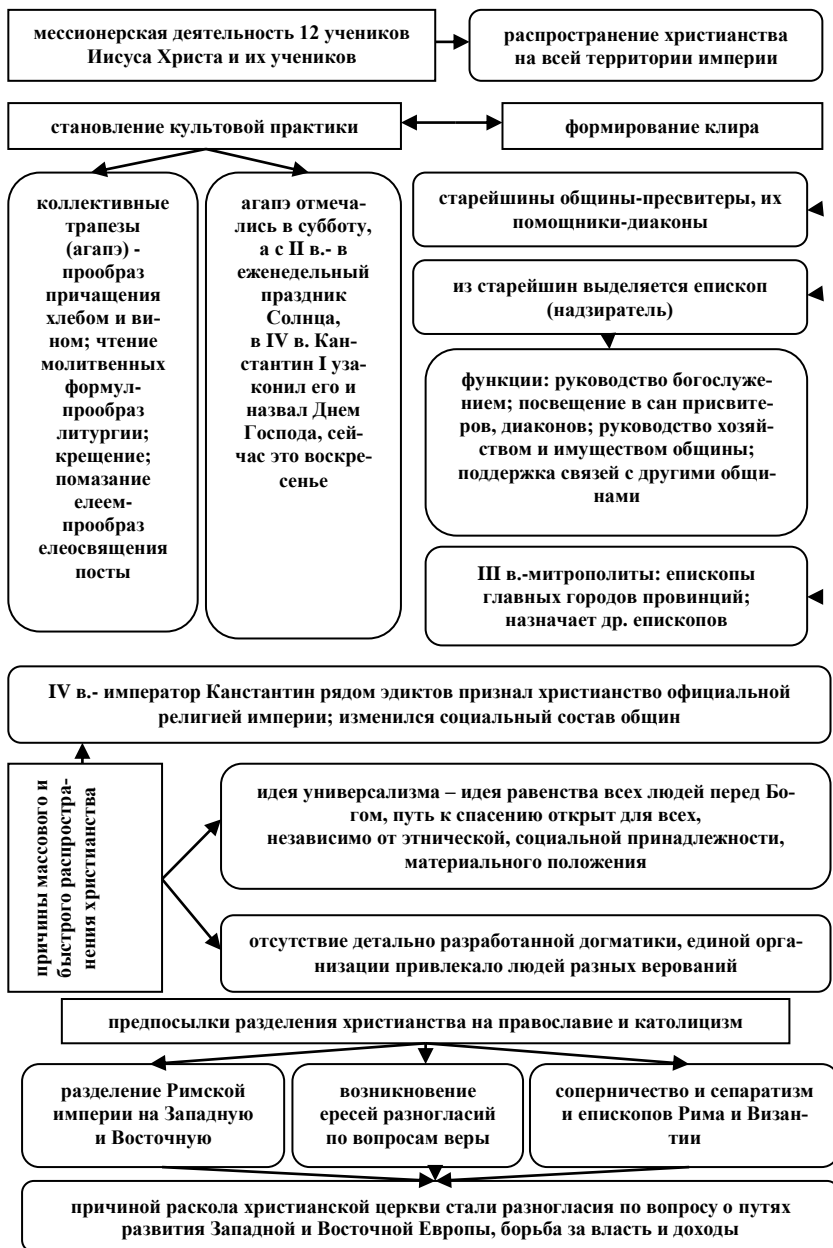 мессионерская деятельность 12 учеников
Иисуса Христа и их учеников
распространение христианства
на всей территории империи
становление культовой практики
формирование клира
коллективные
трапезы
(агапэ) -
прообраз
причащения
хлебом и ви-
ном; чтение
молитвенных
формул-
прообраз
литургии;
крещение;
помазание
елеем-
прообраз
елеосвящения
посты
агапэ отмеча-
лись в субботу,
а с II в.- в
еженедельный
праздник
Солнца,
в IV в. Кан-
стантин I уза-
конил его и
назвал Днем
Господа, сей-
час это воскре-
сенье
старейшины общины-пресвитеры, их
помощники-диаконы
из старейшин выделяется епископ
(надзиратель)
функции: руководство богослуже-
нием; посвещение в сан присвите-
ров, диаконов; руководство хозяй-
ством и имуществом общины;
поддержка связей с другими общи-
нами
III в.-митрополиты: епископы
главных городов провинций;
назначает др. епископов
IV в.- император Канстантин рядом эдиктов признал христианство официальной
религией империи; изменился социальный состав общин
причины массового и
быстрого распростра-
нения христианства
идея универсализма – идея равенства всех людей перед Бо-
гом, путь к спасению открыт для всех,
независимо от этнической, социальной принадлежности,
материального положения
отсутствие детально разработанной догматики, единой орга-
низации привлекало людей разных верований
предпосылки разделения христианства на православие и католицизм
разделение Римской
империи на Западную
и Восточную
возникновение
ересей разногласий
по вопросам веры
соперничество и сепаратизм
и епископов Рима и Визан-
тии
причиной раскола христианской церкви стали разногласия по вопросу о путях
развития Западной и Восточной Европы, борьба за власть и доходы